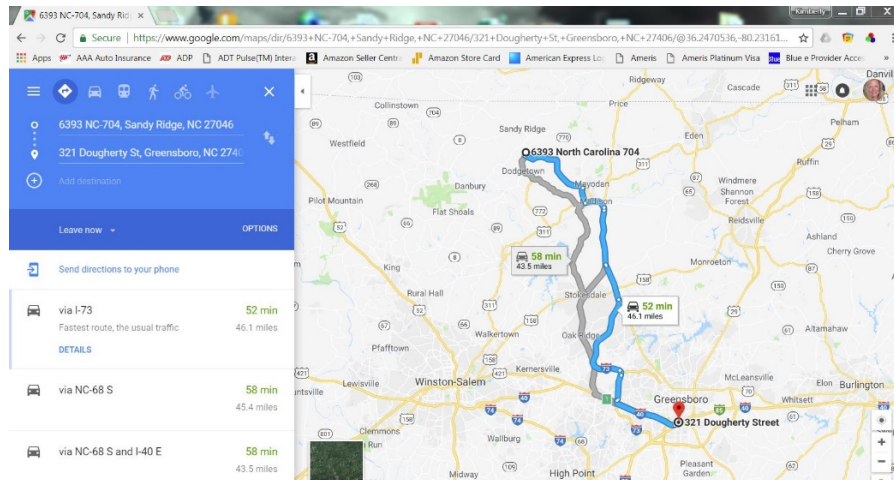 6393 NC-704, Sandy Rid
Kimberly
Secure | https://www.google.com/maps/dir/6393+NC-704,+Sandy+Ridge,+NC+27046/321+Dougherty+St,+Greensboro,+NC+27406/@36.2470536,-80.23161...
Apps AAA Auto Insurance ADP ADT Pulse(TM) Intera Amazon Seller Centra Amazon Store Card American Express Log Ameris Ameris Platinum Visa Blue e Provider Acces »
6393 NC-704, Sandy Ridge, NC 27046
321 Dougherty St, Greensboro, NC 2740
Add destination
Leave now OPTIONS
Send directions to your phone
via I-73 52 min
Fastest route, the usual traffic 46.1 miles
DETAILS
via NC-68 S 58 min
45.4 miles
via NC-68 S and I-40 E 58 min
43.5 miles
Ridgeway
Cascade
Danvil
Collinstown
Price
Pelham
Sandy Ridge
Eden
Westfield
6393 North Carolina 704
Ruffin
Dodgetown
Danbury
Mayodan
Windmere
Shannon
Forest
Pilot Mountain
Flat Shoals
Madison
Reidsville
Ashland
Cherry Grove
58 min
43.5 miles
King
Monroeton
Rural Hall
Stokesdale
52 min
46.1 miles
Walkertown
Oak Ridge
Altamahaw
Pfafftown
Kernersville
McLeansville
Elon
Burlington
Lewisville
Winston-Salem
Greensboro
Whitsett
untsville
321 Dougherty Street
Clemmons
Wallburg
Run
Pleasant
Garden
Midway
High Point